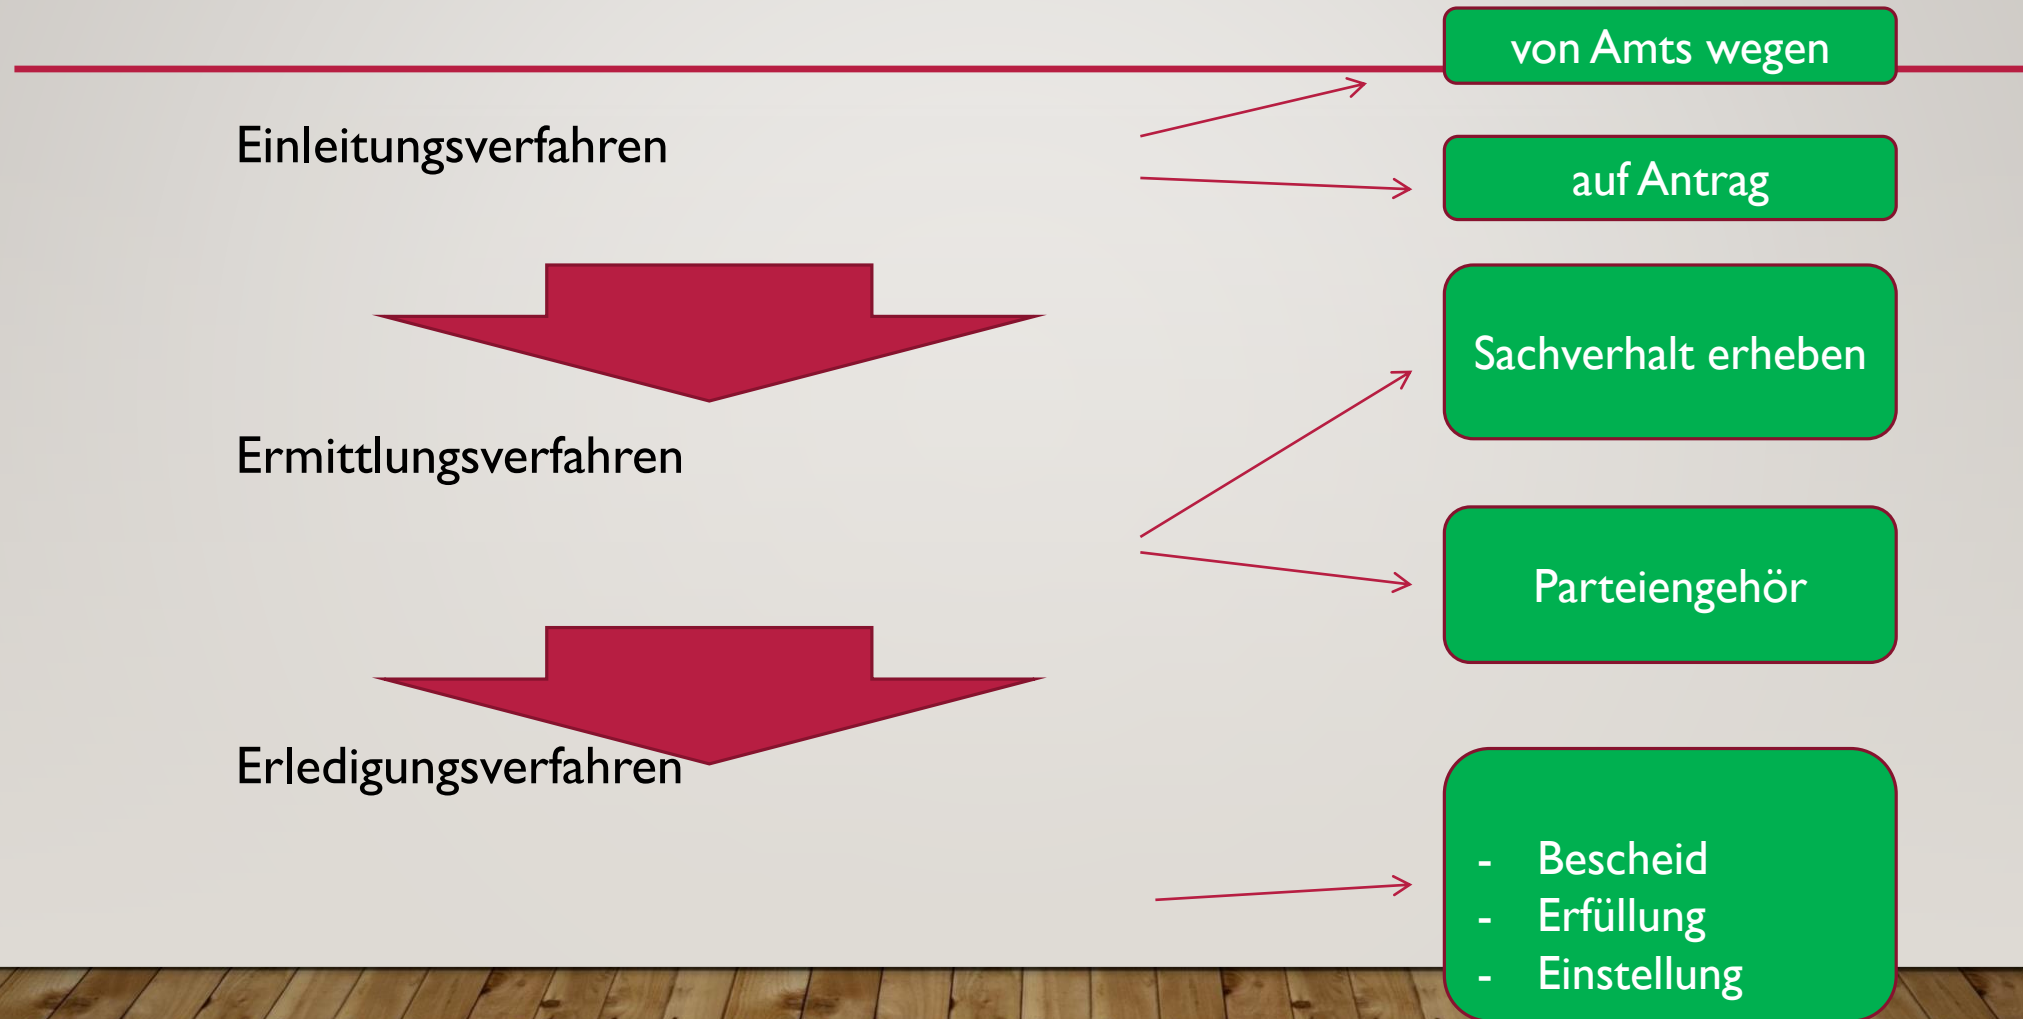 von Amts wegen
Einleitungsverfahren
auf Antrag
Sachverhalt erheben
Ermittlungsverfahren
Parteiengehör
Erledigungsverfahren
- Bescheid
- Erfüllung
- Einstellung